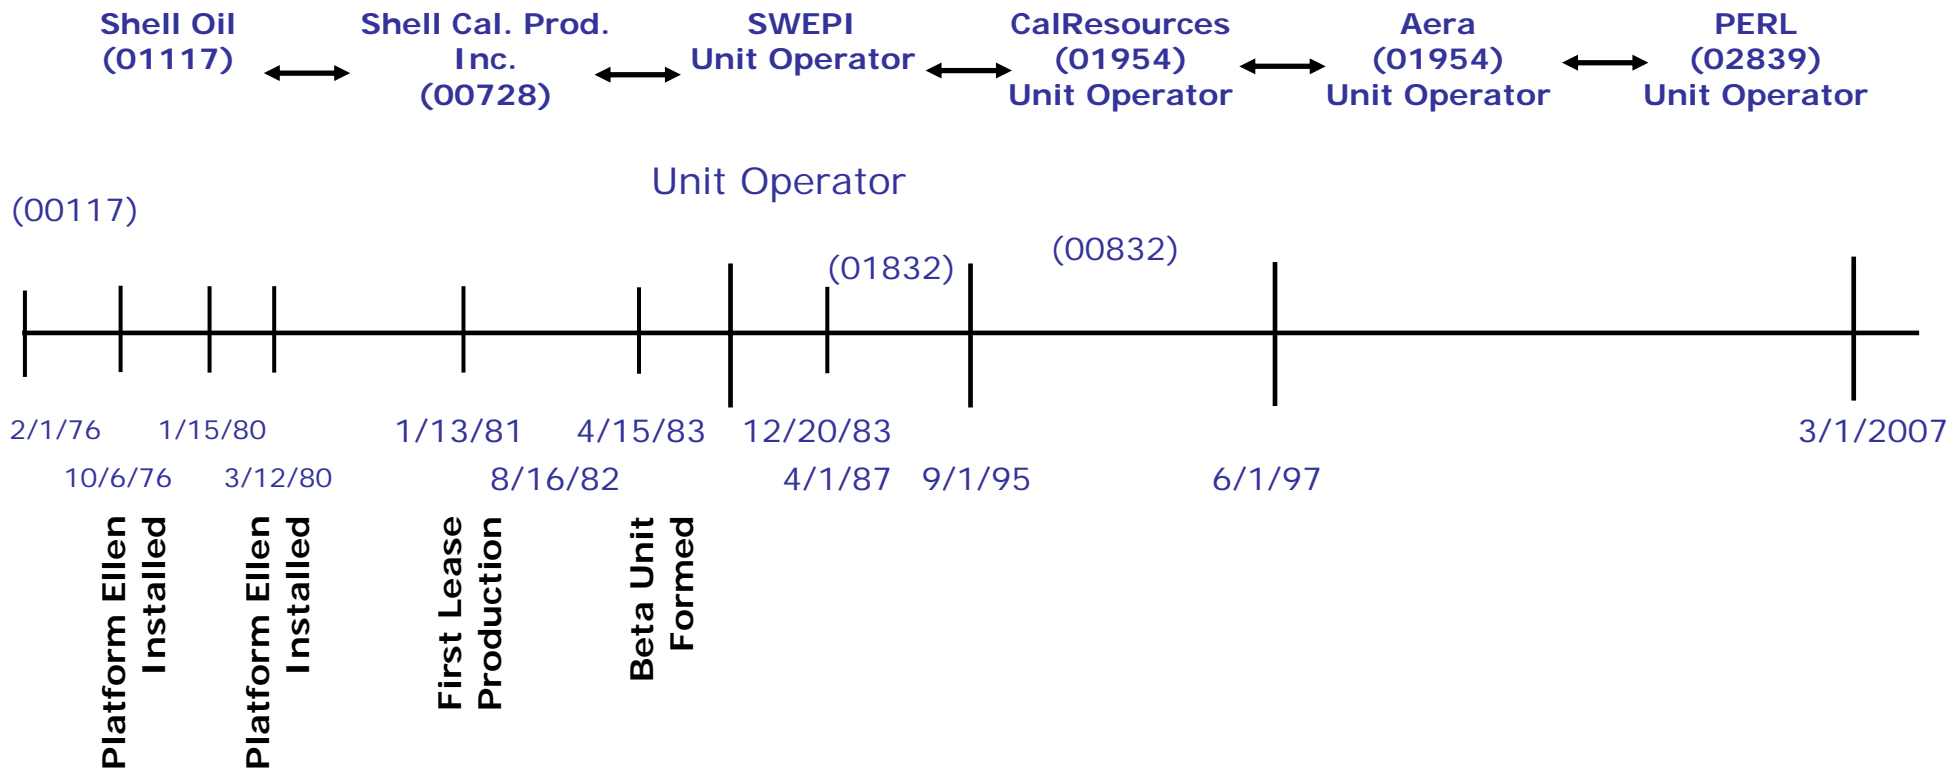 Shell Oil
(01117)
Shell Cal. Prod.
Inc.
(00728)
SWEPI
Unit Operator
CalResources
(01954)
Unit Operator
Aera
(01954)
Unit Operator
PERL
(02839)
Unit Operator
Unit Operator
(00117)
(01832)
(00832)
2/1/76
10/6/76
1/15/80
3/12/80
1/13/81
8/16/82
4/15/83
12/20/83
4/1/87
9/1/95
6/1/97
3/1/2007
Platform Ellen
Installed
Platform Ellen
Installed
First Lease
Production
Beta Unit
Formed